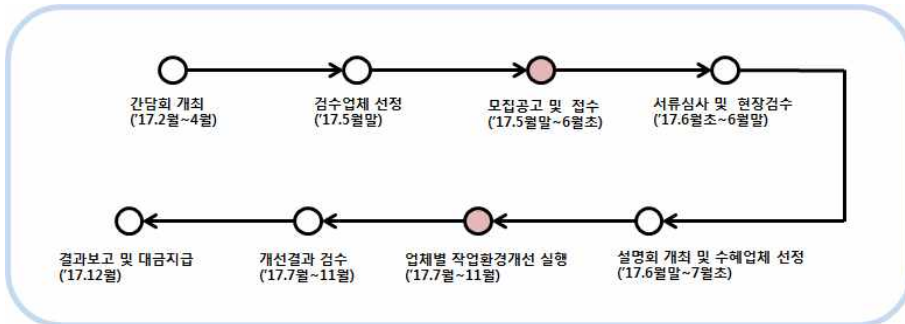 간담회 개최
('17.2월~4월)
검수업체 선정
('17.5월말)
모집공고 및 접수
('17.5월말~6월초)
서류심사 및 현장검수
('17.6월초~6월말)
설명회 개최 및 수혜업체 선정
('17.6월말~7월초)
업체별 작업환경개선 실행
('17.7월~11월)
개선결과 검수
('17.7월~11월)
결과보고 및 대금지급
('17.12월)